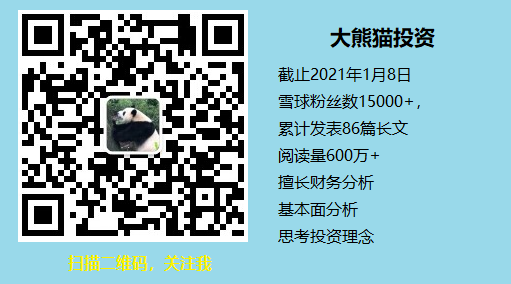 大熊猫投资
截止2021年1月8日
雪球粉丝数15000+，
累计发表86篇长文
阅读量600万+
擅长财务分析
基本面分析
思考投资理念
扫描二维码，关注我